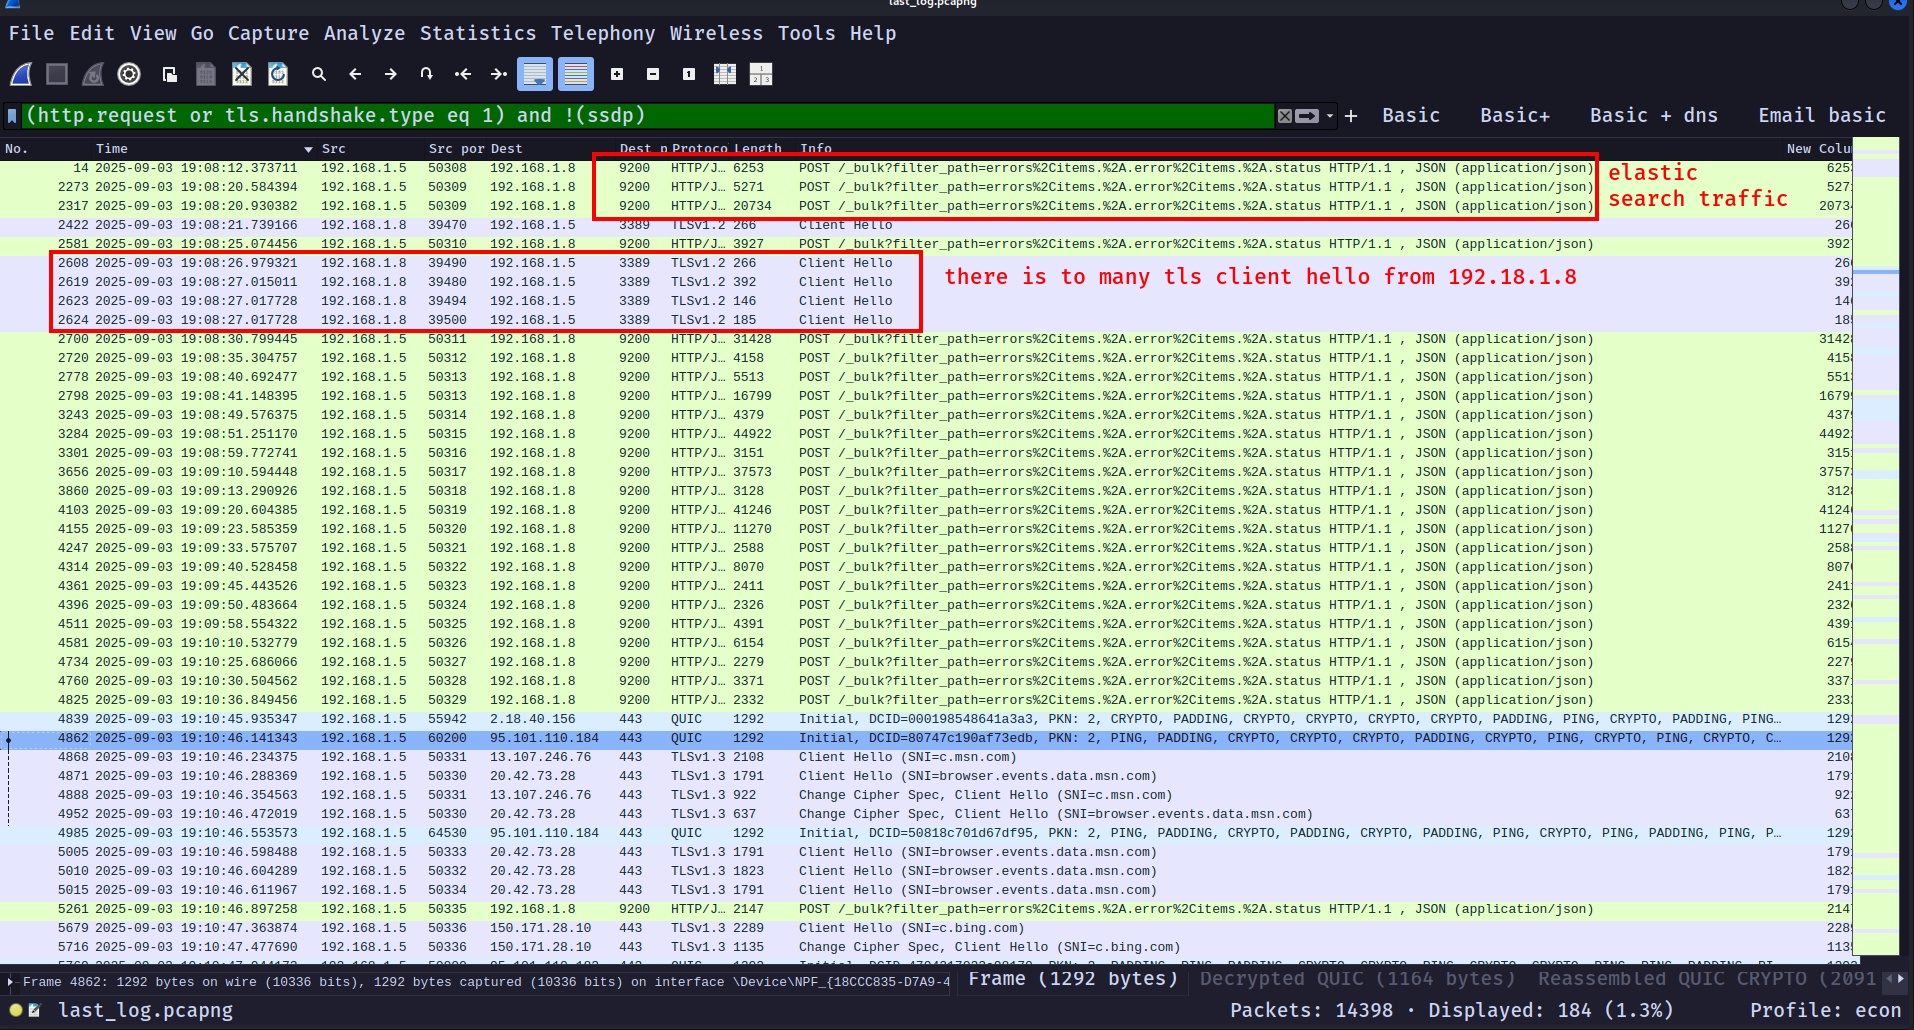 last_log.pcapng
File Edit View Go Capture Analyze Statistics Telephony Wireless Tools Help
(http.request or tls.handshake.type eq 1) and !(ssdp)
Basic Basic+ Basic + dns Email basic
No. Time Src Src por Dest Dest p Protoco Length Info New Colu
14 2025-09-03 19:08:12.373711 192.168.1.5 50308 192.168.1.8 9200 HTTP/J… 6253 POST /_bulk?filter_path=errors%2Citems.%2A.error%2Citems.%2A.status HTTP/1.1 , JSON (application/json) 625
2273 2025-09-03 19:08:20.584394 192.168.1.5 50309 192.168.1.8 9200 HTTP/J… 5271 POST /_bulk?filter_path=errors%2Citems.%2A.error%2Citems.%2A.status HTTP/1.1 , JSON (application/json) 527
2317 2025-09-03 19:08:20.930382 192.168.1.5 50309 192.168.1.8 9200 HTTP/J… 20734 POST /_bulk?filter_path=errors%2Citems.%2A.error%2Citems.%2A.status HTTP/1.1 , JSON (application/json) 2073
elastic
search traffic
2422 2025-09-03 19:08:21.739166 192.168.1.8 39470 192.168.1.5 3389 TLSv1.2 266 Client Hello 26
2581 2025-09-03 19:08:25.074456 192.168.1.5 50310 192.168.1.8 9200 HTTP/J… 3927 POST /_bulk?filter_path=errors%2Citems.%2A.error%2Citems.%2A.status HTTP/1.1 , JSON (application/json) 392
2608 2025-09-03 19:08:26.979321 192.168.1.8 39490 192.168.1.5 3389 TLSv1.2 266 Client Hello 26
2619 2025-09-03 19:08:27.015011 192.168.1.8 39480 192.168.1.5 3389 TLSv1.2 392 Client Hello 39
2623 2025-09-03 19:08:27.017728 192.168.1.8 39494 192.168.1.5 3389 TLSv1.2 146 Client Hello 14
2624 2025-09-03 19:08:27.017728 192.168.1.8 39500 192.168.1.5 3389 TLSv1.2 185 Client Hello 18
there is to many tls client hello from 192.18.1.8
2700 2025-09-03 19:08:30.799445 192.168.1.5 50311 192.168.1.8 9200 HTTP/J… 31428 POST /_bulk?filter_path=errors%2Citems.%2A.error%2Citems.%2A.status HTTP/1.1 , JSON (application/json) 3142
2720 2025-09-03 19:08:35.304757 192.168.1.5 50312 192.168.1.8 9200 HTTP/J… 4158 POST /_bulk?filter_path=errors%2Citems.%2A.error%2Citems.%2A.status HTTP/1.1 , JSON (application/json) 415
2778 2025-09-03 19:08:40.692477 192.168.1.5 50313 192.168.1.8 9200 HTTP/J… 5513 POST /_bulk?filter_path=errors%2Citems.%2A.error%2Citems.%2A.status HTTP/1.1 , JSON (application/json) 551
2798 2025-09-03 19:08:41.148395 192.168.1.5 50313 192.168.1.8 9200 HTTP/J… 16799 POST /_bulk?filter_path=errors%2Citems.%2A.error%2Citems.%2A.status HTTP/1.1 , JSON (application/json) 1679
3243 2025-09-03 19:08:49.576375 192.168.1.5 50314 192.168.1.8 9200 HTTP/J… 4379 POST /_bulk?filter_path=errors%2Citems.%2A.error%2Citems.%2A.status HTTP/1.1 , JSON (application/json) 437
3284 2025-09-03 19:08:51.251170 192.168.1.5 50315 192.168.1.8 9200 HTTP/J… 44922 POST /_bulk?filter_path=errors%2Citems.%2A.error%2Citems.%2A.status HTTP/1.1 , JSON (application/json) 4492
3301 2025-09-03 19:08:59.772741 192.168.1.5 50316 192.168.1.8 9200 HTTP/J… 3151 POST /_bulk?filter_path=errors%2Citems.%2A.error%2Citems.%2A.status HTTP/1.1 , JSON (application/json) 315
3656 2025-09-03 19:09:10.594448 192.168.1.5 50317 192.168.1.8 9200 HTTP/J… 37573 POST /_bulk?filter_path=errors%2Citems.%2A.error%2Citems.%2A.status HTTP/1.1 , JSON (application/json) 3757
3860 2025-09-03 19:09:13.290926 192.168.1.5 50318 192.168.1.8 9200 HTTP/J… 3128 POST /_bulk?filter_path=errors%2Citems.%2A.error%2Citems.%2A.status HTTP/1.1 , JSON (application/json) 312
4103 2025-09-03 19:09:20.604385 192.168.1.5 50319 192.168.1.8 9200 HTTP/J… 41246 POST /_bulk?filter_path=errors%2Citems.%2A.error%2Citems.%2A.status HTTP/1.1 , JSON (application/json) 4124
4155 2025-09-03 19:09:23.585359 192.168.1.5 50320 192.168.1.8 9200 HTTP/J… 11270 POST /_bulk?filter_path=errors%2Citems.%2A.error%2Citems.%2A.status HTTP/1.1 , JSON (application/json) 1127
4247 2025-09-03 19:09:33.575707 192.168.1.5 50321 192.168.1.8 9200 HTTP/J… 2588 POST /_bulk?filter_path=errors%2Citems.%2A.error%2Citems.%2A.status HTTP/1.1 , JSON (application/json) 258
4314 2025-09-03 19:09:40.528458 192.168.1.5 50322 192.168.1.8 9200 HTTP/J… 8070 POST /_bulk?filter_path=errors%2Citems.%2A.error%2Citems.%2A.status HTTP/1.1 , JSON (application/json) 807
4361 2025-09-03 19:09:45.443526 192.168.1.5 50323 192.168.1.8 9200 HTTP/J… 2411 POST /_bulk?filter_path=errors%2Citems.%2A.error%2Citems.%2A.status HTTP/1.1 , JSON (application/json) 241
4396 2025-09-03 19:09:50.483664 192.168.1.5 50324 192.168.1.8 9200 HTTP/J… 2326 POST /_bulk?filter_path=errors%2Citems.%2A.error%2Citems.%2A.status HTTP/1.1 , JSON (application/json) 232
4511 2025-09-03 19:09:58.554322 192.168.1.5 50325 192.168.1.8 9200 HTTP/J… 4391 POST /_bulk?filter_path=errors%2Citems.%2A.error%2Citems.%2A.status HTTP/1.1 , JSON (application/json) 439
4581 2025-09-03 19:10:10.532779 192.168.1.5 50326 192.168.1.8 9200 HTTP/J… 6154 POST /_bulk?filter_path=errors%2Citems.%2A.error%2Citems.%2A.status HTTP/1.1 , JSON (application/json) 615
4734 2025-09-03 19:10:25.686066 192.168.1.5 50327 192.168.1.8 9200 HTTP/J… 2279 POST /_bulk?filter_path=errors%2Citems.%2A.error%2Citems.%2A.status HTTP/1.1 , JSON (application/json) 227
4760 2025-09-03 19:10:30.504562 192.168.1.5 50328 192.168.1.8 9200 HTTP/J… 3371 POST /_bulk?filter_path=errors%2Citems.%2A.error%2Citems.%2A.status HTTP/1.1 , JSON (application/json) 337
4825 2025-09-03 19:10:36.849456 192.168.1.5 50329 192.168.1.8 9200 HTTP/J… 2332 POST /_bulk?filter_path=errors%2Citems.%2A.error%2Citems.%2A.status HTTP/1.1 , JSON (application/json) 233
4839 2025-09-03 19:10:45.935347 192.168.1.5 55942 2.18.40.156 443 QUIC 1292 Initial, DCID=000198548641a3a3, PKN: 2, CRYPTO, PADDING, CRYPTO, CRYPTO, CRYPTO, CRYPTO, PADDING, PING, CRYPTO, PADDING, PING… 129
4862 2025-09-03 19:10:46.141343 192.168.1.5 60200 95.101.110.184 443 QUIC 1292 Initial, DCID=80747c190af73edb, PKN: 2, PING, PADDING, CRYPTO, CRYPTO, CRYPTO, PADDING, CRYPTO, PING, CRYPTO, PING, CRYPTO, C… 129
4868 2025-09-03 19:10:46.234375 192.168.1.5 50331 13.107.246.76 443 TLSv1.3 2108 Client Hello (SNI=c.msn.com) 210
4871 2025-09-03 19:10:46.288369 192.168.1.5 50330 20.42.73.28 443 TLSv1.3 1791 Client Hello (SNI=browser.events.data.msn.com) 179
4888 2025-09-03 19:10:46.354563 192.168.1.5 50331 13.107.246.76 443 TLSv1.3 922 Change Cipher Spec, Client Hello (SNI=c.msn.com) 92
4952 2025-09-03 19:10:46.472019 192.168.1.5 50330 20.42.73.28 443 TLSv1.3 637 Change Cipher Spec, Client Hello (SNI=browser.events.data.msn.com) 63
4985 2025-09-03 19:10:46.553573 192.168.1.5 64530 95.101.110.184 443 QUIC 1292 Initial, DCID=50818c701d67df95, PKN: 2, PING, PADDING, CRYPTO, PADDING, CRYPTO, PADDING, PING, CRYPTO, PING, PADDING, PING, P… 129
5005 2025-09-03 19:10:46.598488 192.168.1.5 50333 20.42.73.28 443 TLSv1.3 1791 Client Hello (SNI=browser.events.data.msn.com) 179
5010 2025-09-03 19:10:46.604289 192.168.1.5 50332 20.42.73.28 443 TLSv1.3 1823 Client Hello (SNI=browser.events.data.msn.com) 182
5015 2025-09-03 19:10:46.611967 192.168.1.5 50334 20.42.73.28 443 TLSv1.3 1791 Client Hello (SNI=browser.events.data.msn.com) 179
5261 2025-09-03 19:10:46.897258 192.168.1.5 50335 192.168.1.8 9200 HTTP/J… 2147 POST /_bulk?filter_path=errors%2Citems.%2A.error%2Citems.%2A.status HTTP/1.1 , JSON (application/json) 214
5679 2025-09-03 19:10:47.363874 192.168.1.5 50336 150.171.28.10 443 TLSv1.3 2289 Client Hello (SNI=c.bing.com) 228
5716 2025-09-03 19:10:47.477690 192.168.1.5 50336 150.171.28.10 443 TLSv1.3 1135 Change Cipher Spec, Client Hello (SNI=c.bing.com) 113
Frame 4862: 1292 bytes on wire (10336 bits), 1292 bytes captured (10336 bits) on interface \Device\NPF_{18CCC835-D7A9-4
Frame (1292 bytes) Decrypted QUIC (1164 bytes) Reassembled QUIC CRYPTO (2091
last_log.pcapng Packets: 14398 · Displayed: 184 (1.3%) Profile: econ